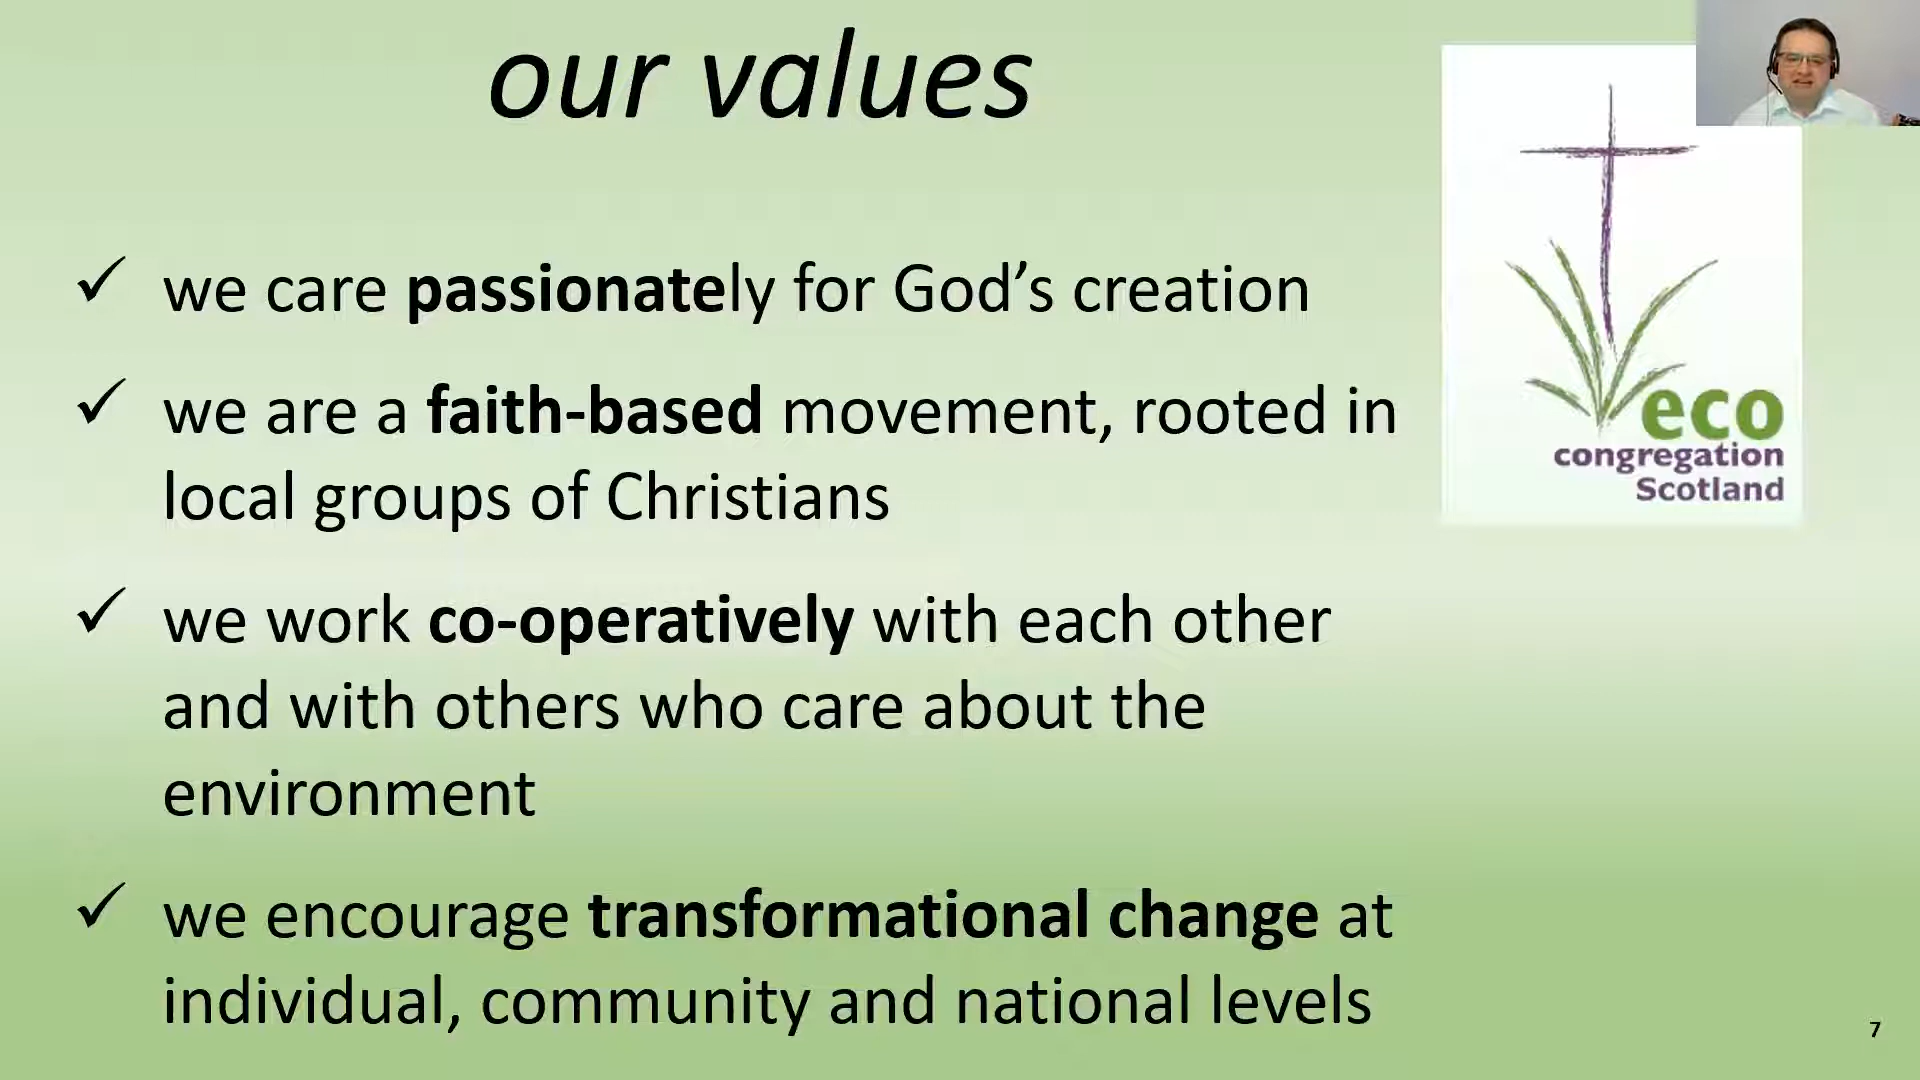 our values
✓ we care passionately for God’s creation
✓ we are a faith-based movement, rooted in
local groups of Christians
✓ we work co-operatively with each other
and with others who care about the
environment
✓ we encourage transformational change at
individual, community and national levels
eco
congregation
Scotland
7